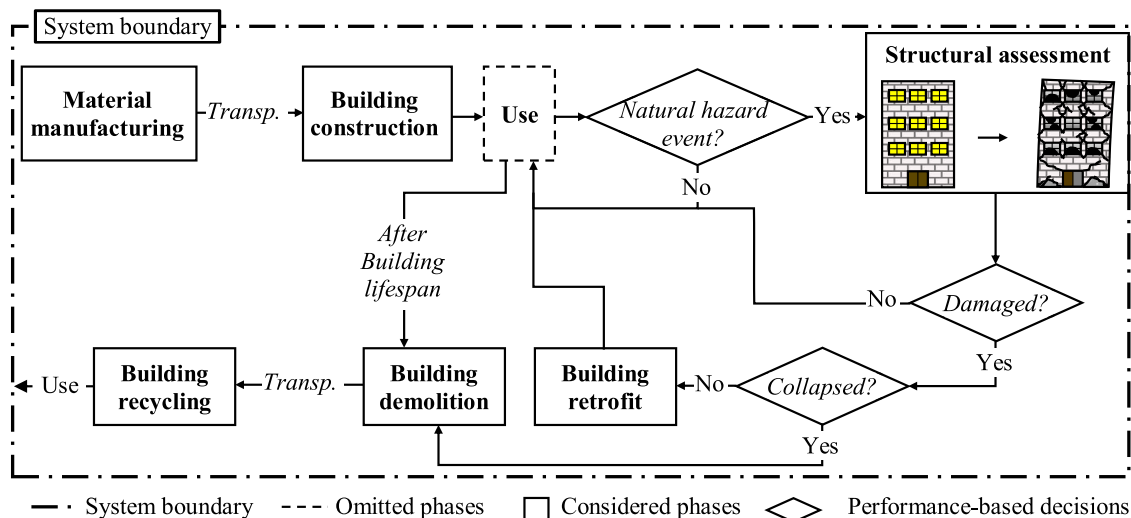 System boundary
Material
manufacturing
Transp.
Building
construction
Use
Natural hazard
event?
Yes
Structural assessment
No
After
Building
lifespan
No
Damaged?
Yes
Use
Building
recycling
Transp.
Building
demolition
Building
retrofit
No
Collapsed?
Yes
System boundary
Omitted phases
Considered phases
Performance-based decisions